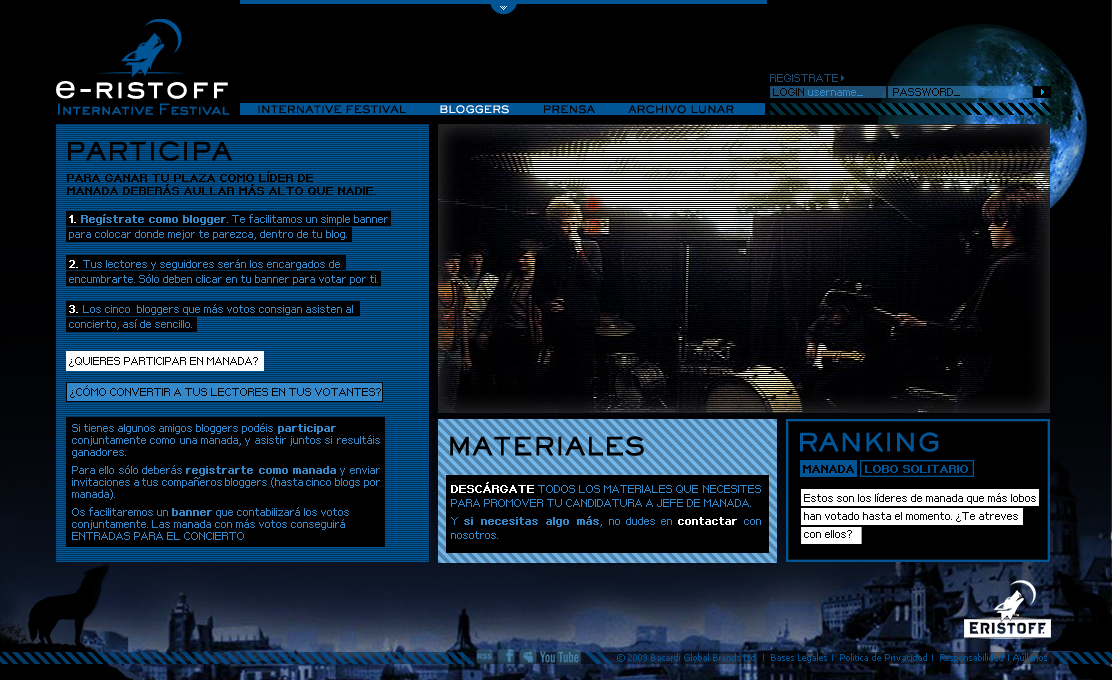 e-RISTOFF
INTERNATIVE FESTIVAL
REGISTRATE
LOGIN username_ PASSWORD_
INTERNATIVE FESTIVAL BLOGGERS PRENSA ARCHIVO LUNAR
PARTICIPA
PARA GANAR TU PLAZA COMO LÍDER DE
MANADA DEBERÁS AULLAR MÁS ALTO QUE NADIE.
1. Regístrate como blogger. Te facilitamos un simple banner
para colocar donde mejor te parezca, dentro de tu blog.
2. Tus lectores y seguidores serán los encargados de
encumbrarte. Sólo deben clicar en tu banner para votar por ti.
3. Los cinco bloggers que más votos consigan asisten al
concierto, así de sencillo.
¿QUIERES PARTICIPAR EN MANADA?
¿CÓMO CONVERTIR A TUS LECTORES EN TUS VOTANTES?
Si tienes algunos amigos bloggers podéis participar
conjuntamente como una manada, y asistir juntos si resultáis
ganadores.
Para ello sólo deberás registrarte como manada y enviar
invitaciones a tus compañeros bloggers (hasta cinco blogs por
manada).
Os facilitaremos un banner que contabilizará los votos
conjuntamente. Las manada con más votos conseguirá
ENTRADAS PARA EL CONCIERTO
MATERIALES
DESCÁRGATE TODOS LOS MATERIALES QUE NECESITES
PARA PROMOVER TU CANDIDATURA A JEFE DE MANADA.
Y si necesitas algo más, no dudes en contactar con
nosotros.
RANKING
MANADA LOBO SOLITARIO
Estos son los líderes de manada que más lobos
han votado hasta el momento. ¿Te atreves
con ellos?
ERISTOFF
RSS f You Tube
© 2009 Bacardi Global Brands Ltd. | Bases Legales | Política de Privacidad | Responsabilidad | Aullidos